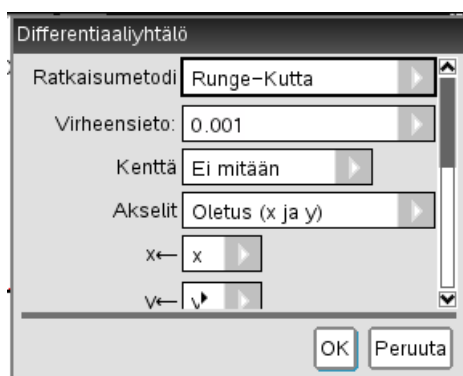 Differentiaaliyhtälö
Ratkaisumetodi Runge-Kutta
Virheensieto: 0.001
Kenttä Ei mitään
Akselit Oletus (x ja y)
x← x
OK Peruuta